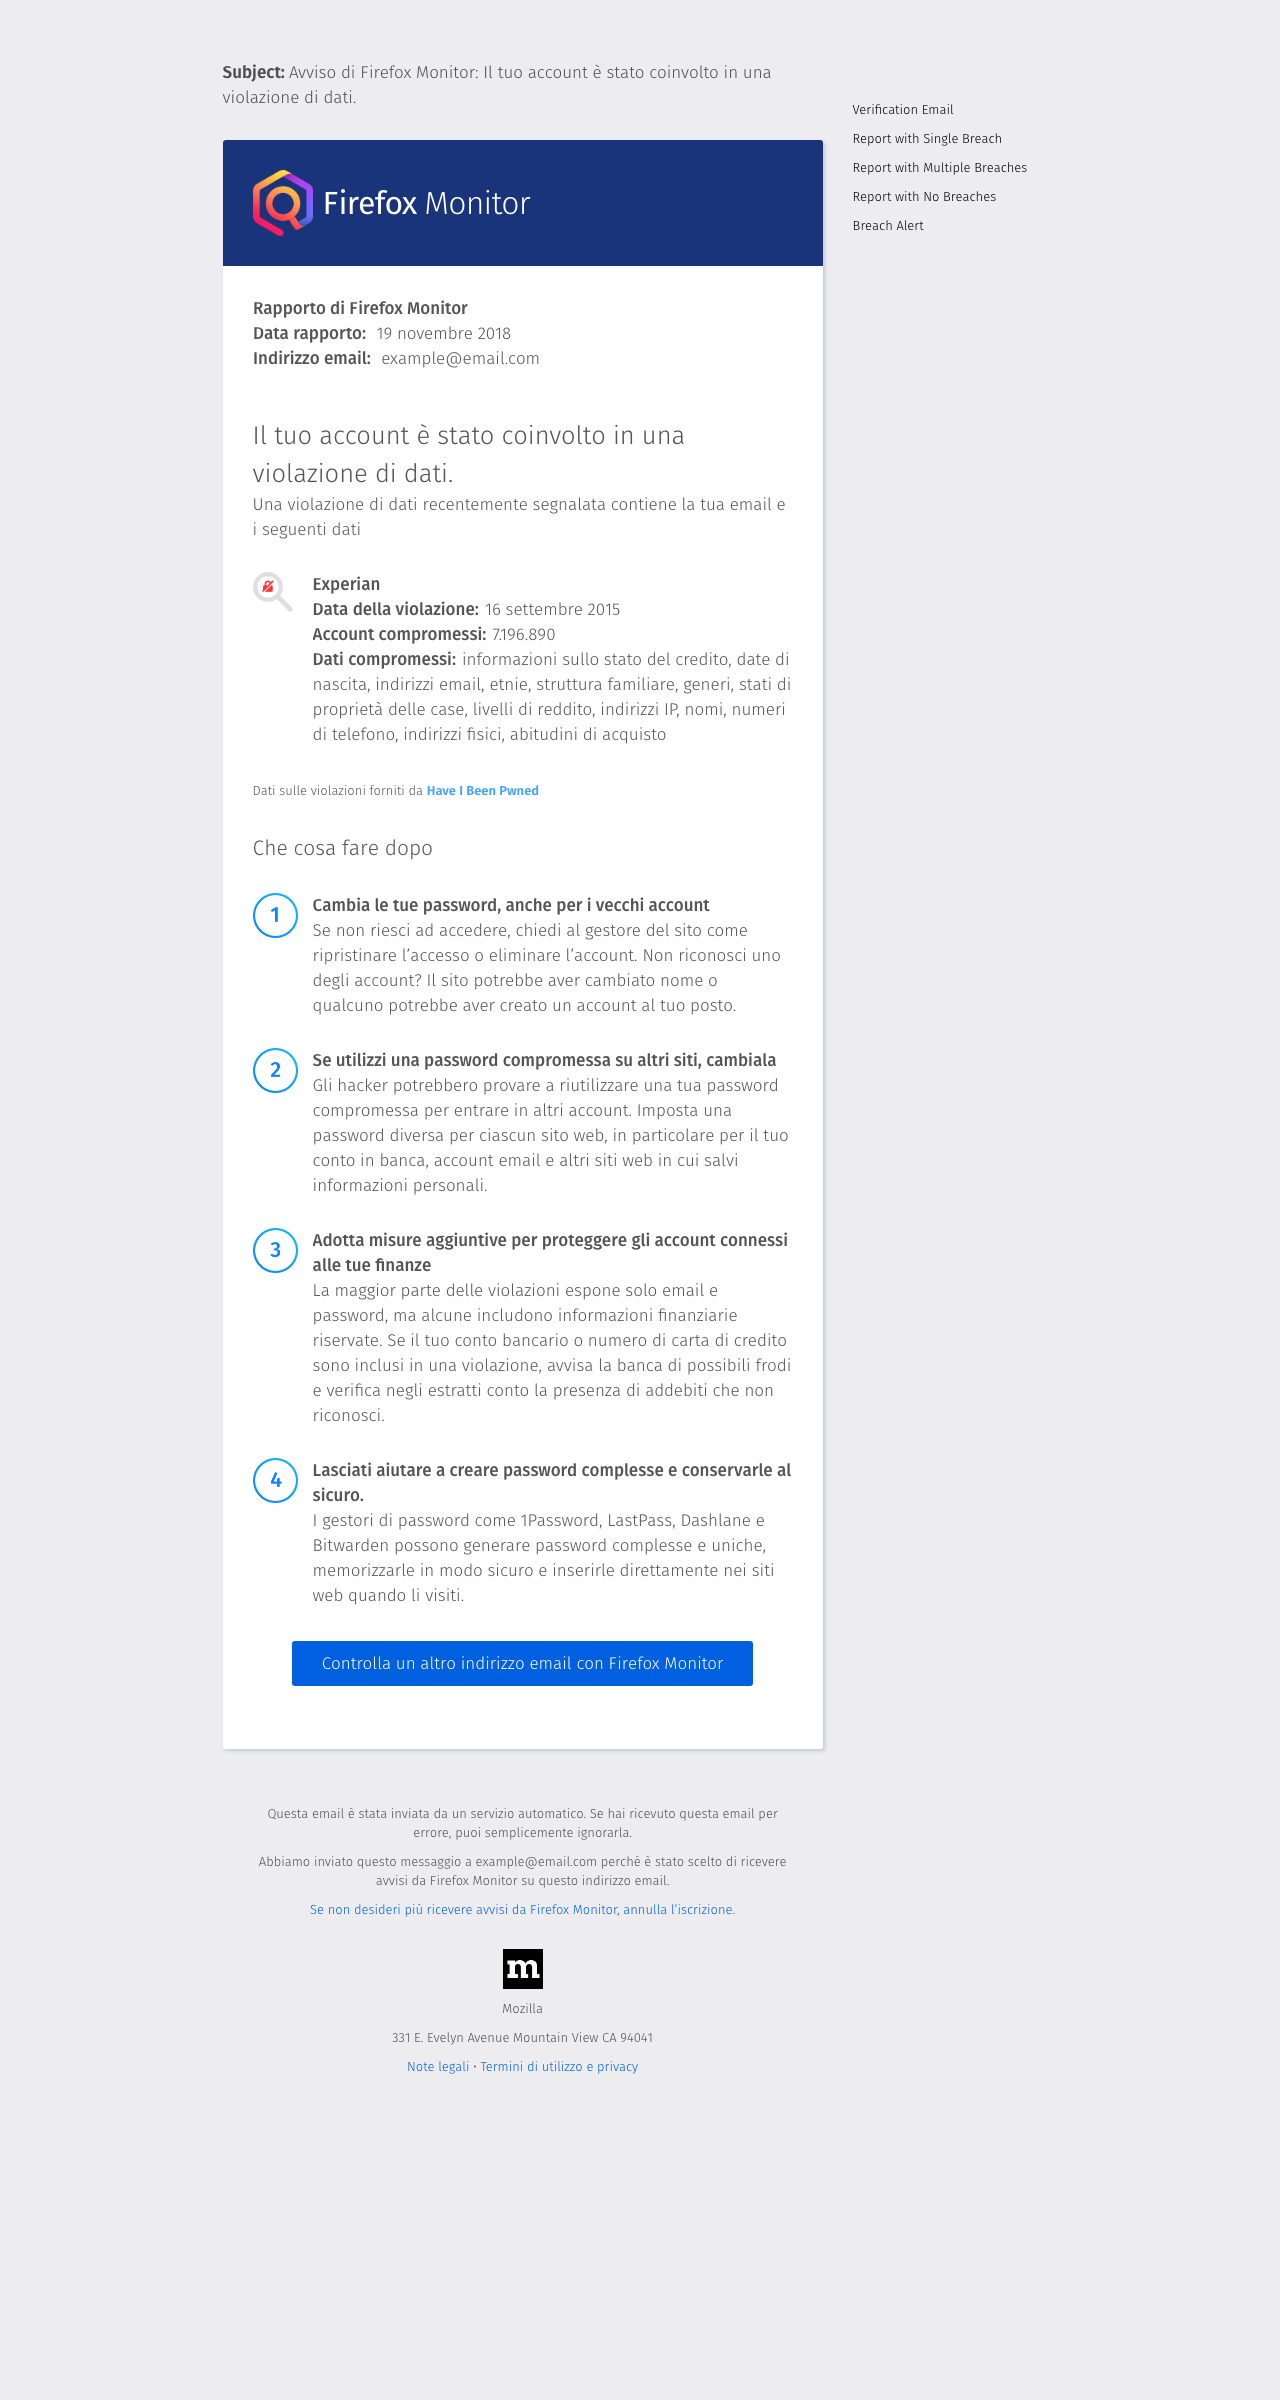 Subject: Avviso di Firefox Monitor: Il tuo account è stato coinvolto in una
violazione di dati.
Verification Email
Report with Single Breach
Report with Multiple Breaches
Report with No Breaches
Breach Alert
Firefox Monitor
Rapporto di Firefox Monitor
Data rapporto: 19 novembre 2018
Indirizzo email: example@email.com
Il tuo account è stato coinvolto in una
violazione di dati.
Una violazione di dati recentemente segnalata contiene la tua email e
i seguenti dati
Experian
Data della violazione: 16 settembre 2015
Account compromessi: 7.196.890
Dati compromessi: informazioni sullo stato del credito, date di
nascita, indirizzi email, etnie, struttura familiare, generi, stati di
proprietà delle case, livelli di reddito, indirizzi IP, nomi, numeri
di telefono, indirizzi fisici, abitudini di acquisto
Dati sulle violazioni forniti da Have I Been Pwned
Che cosa fare dopo
1
Cambia le tue password, anche per i vecchi account
Se non riesci ad accedere, chiedi al gestore del sito come
ripristinare l’accesso o eliminare l’account. Non riconosci uno
degli account? Il sito potrebbe aver cambiato nome o
qualcuno potrebbe aver creato un account al tuo posto.
2
Se utilizzi una password compromessa su altri siti, cambiala
Gli hacker potrebbero provare a riutilizzare una tua password
compromessa per entrare in altri account. Imposta una
password diversa per ciascun sito web, in particolare per il tuo
conto in banca, account email e altri siti web in cui salvi
informazioni personali.
3
Adotta misure aggiuntive per proteggere gli account connessi
alle tue finanze
La maggior parte delle violazioni espone solo email e
password, ma alcune includono informazioni finanziarie
riservate. Se il tuo conto bancario o numero di carta di credito
sono inclusi in una violazione, avvisa la banca di possibili frodi
e verifica negli estratti conto la presenza di addebiti che non
riconosci.
4
Lasciati aiutare a creare password complesse e conservarle al
sicuro.
I gestori di password come 1Password, LastPass, Dashlane e
Bitwarden possono generare password complesse e uniche,
memorizzarle in modo sicuro e inserirle direttamente nei siti
web quando li visiti.
Controlla un altro indirizzo email con Firefox Monitor
Questa email è stata inviata da un servizio automatico. Se hai ricevuto questa email per
errore, puoi semplicemente ignorarla.
Abbiamo inviato questo messaggio a example@email.com perché è stato scelto di ricevere
avvisi da Firefox Monitor su questo indirizzo email.
Se non desideri più ricevere avvisi da Firefox Monitor, annulla l’iscrizione.
m
Mozilla
331 E. Evelyn Avenue Mountain View CA 94041
Note legali • Termini di utilizzo e privacy